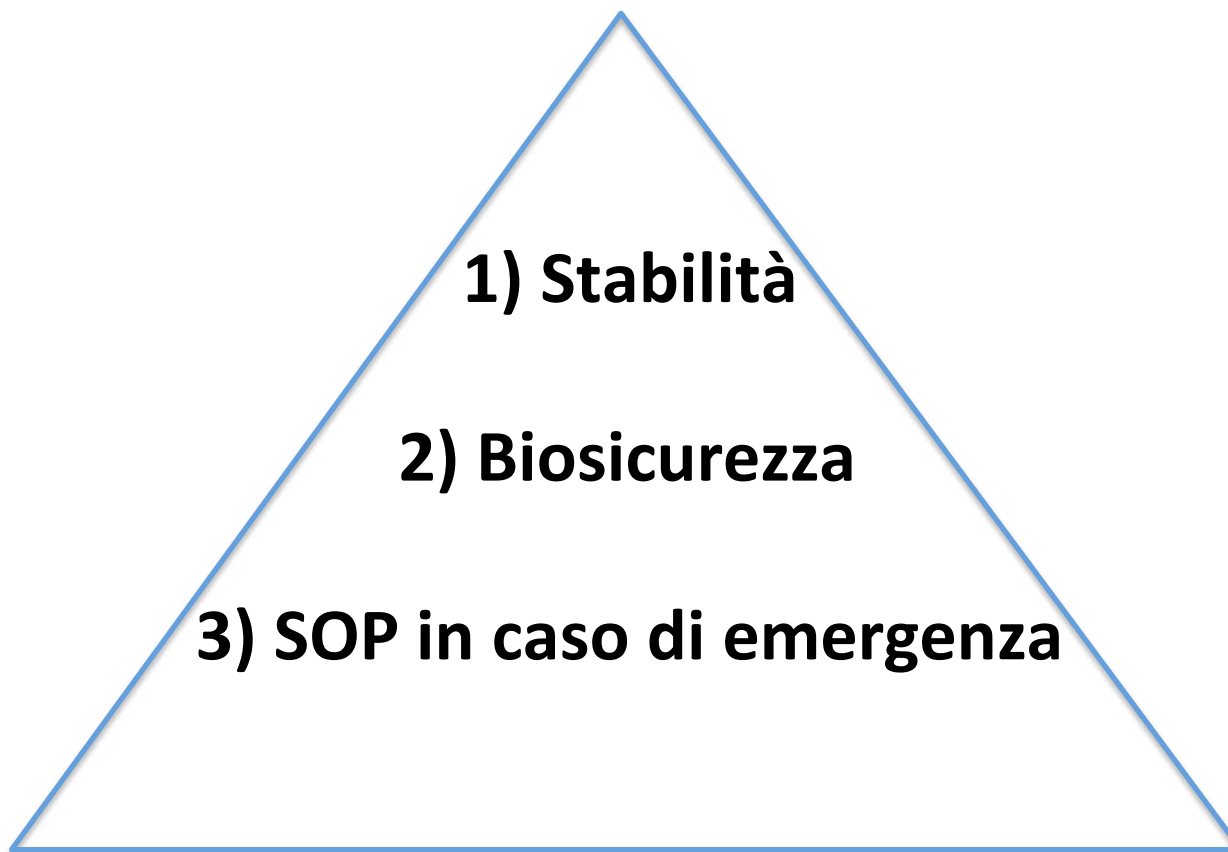 1) Stabilità
2) Biosicurezza
3) SOP in caso di emergenza